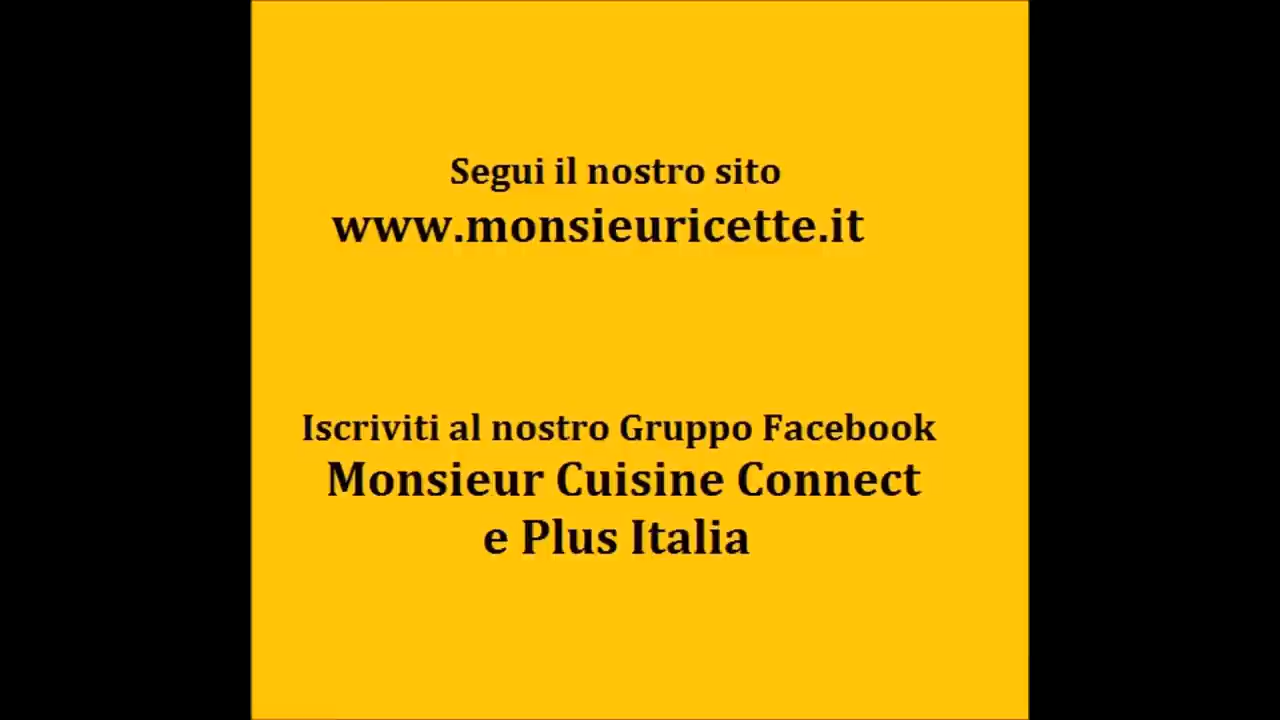 Segui il nostro sito
www.monsieuricette.it
Iscriviti al nostro Gruppo Facebook
Monsieur Cuisine Connect
e Plus Italia